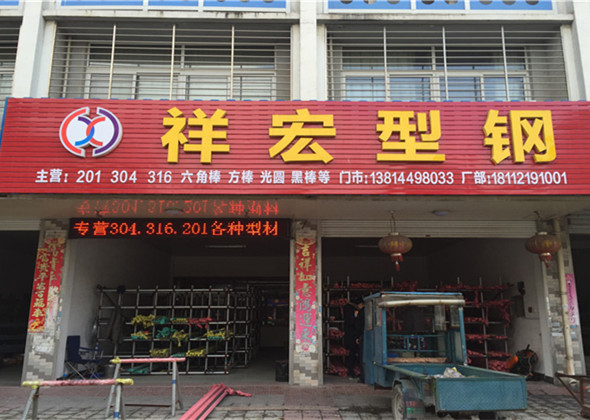 祥宏型钢
主营: 201 304 316 六角棒 方棒 光圆 黑棒等 门市:13814498033 厂部:18112191001
专营304.316.201各种型材